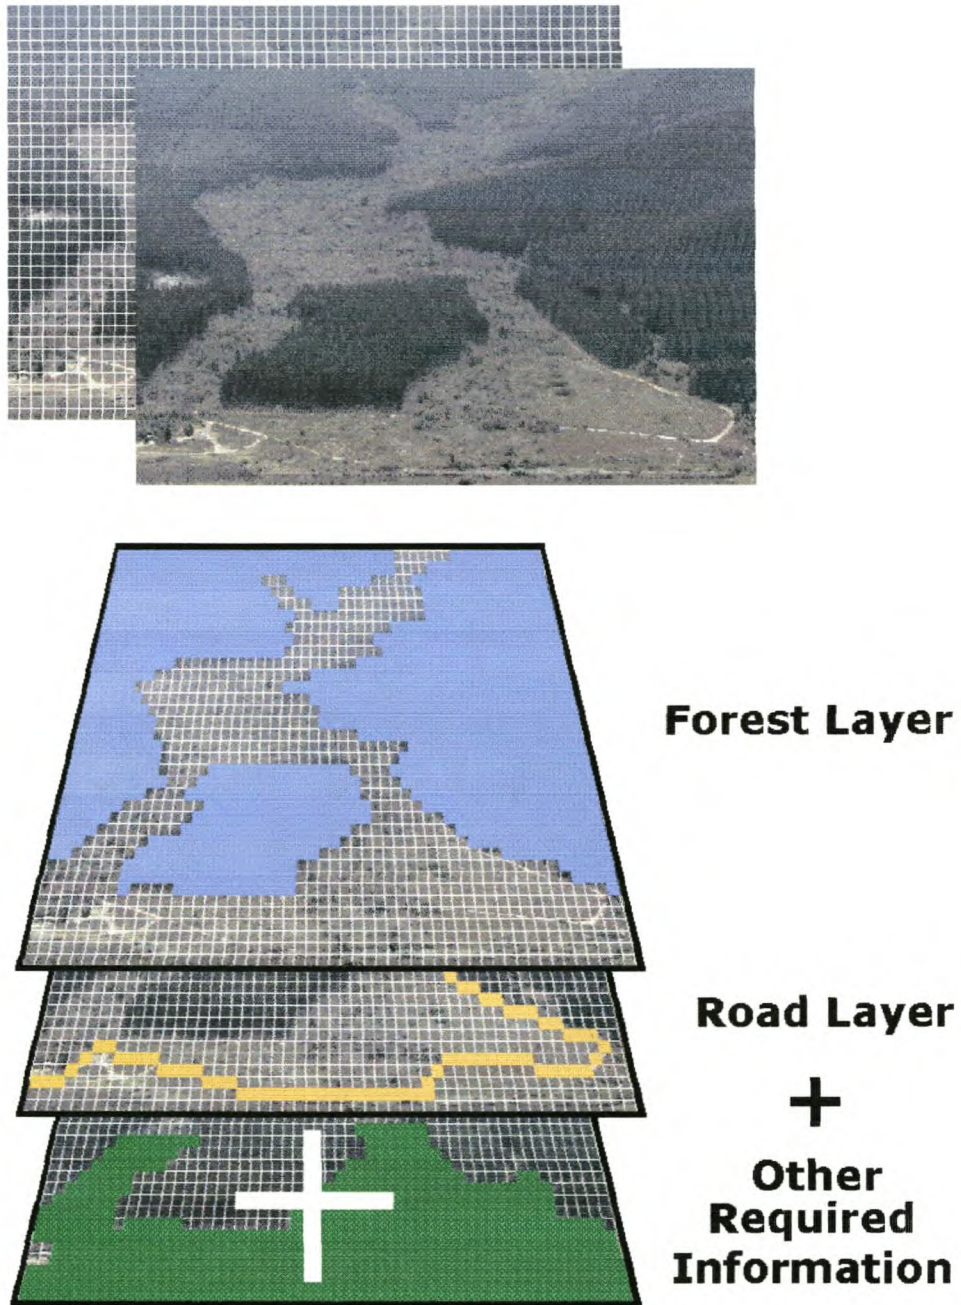 Forest Layer
Road Layer
+
Other
Required
Information